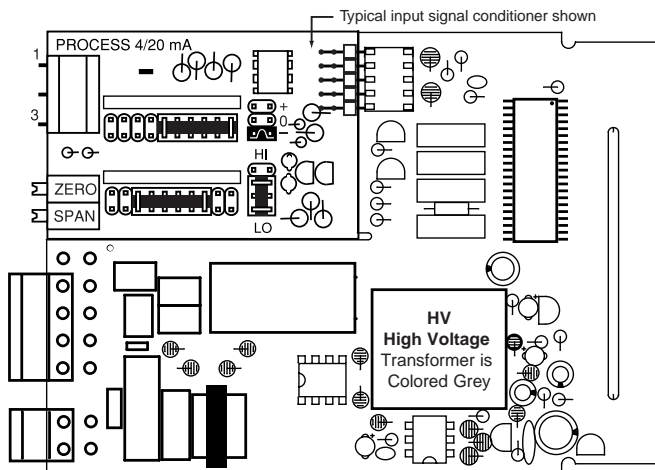 Typical input signal conditioner shown
PROCESS 4/20 mA
1
3
+
0
–
HI
LO
ZERO
SPAN
HV
High Voltage
Transformer is
Colored Grey